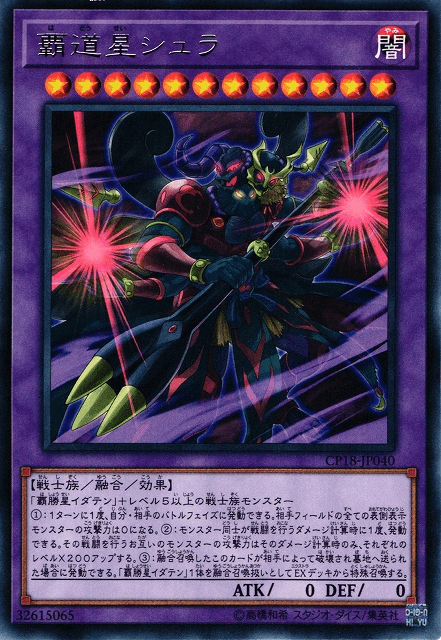 覇道星シュラ
闇
CP18-JP040
【戦士族／融合／効果】
「覇勝星イダテン」＋レベル５以上の戦士族モンスター
①：1ターンに1度、自分・相手のバトルフェイズに発動できる。相手フィールドの全ての表側表示
モンスターの攻撃力は0になる。②：モンスター同士が戦闘を行うダメージ計算時に1度、発動
できる。その戦闘を行うお互いのモンスターの攻撃力はそのダメージ計算時のみ、それぞれの
レベル×２００アップする。③：融合召喚したこのカードが相手によって破壊され墓地へ送られ
た場合に発動できる。「覇勝星イダテン」1体を融合召喚扱いとしてEXデッキから特殊召喚する。
ATK/ 0 DEF/ 0
32615065 ©高橋和希 スタジオ・ダイス/集英社